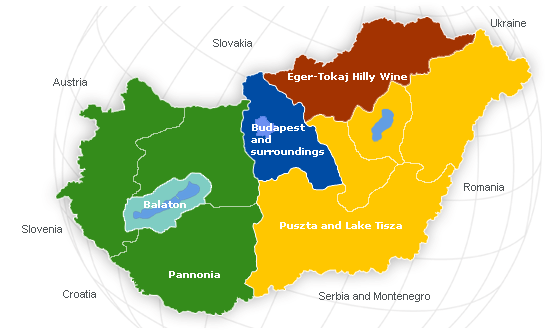 Ukraine
Slovakia
Austria
Eger-Tokaj Hilly Wine
Budapest
and
surroundings
Romania
Balaton
Slovenia
Puszta and Lake Tisza
Pannonia
Croatia
Serbia and Montenegro